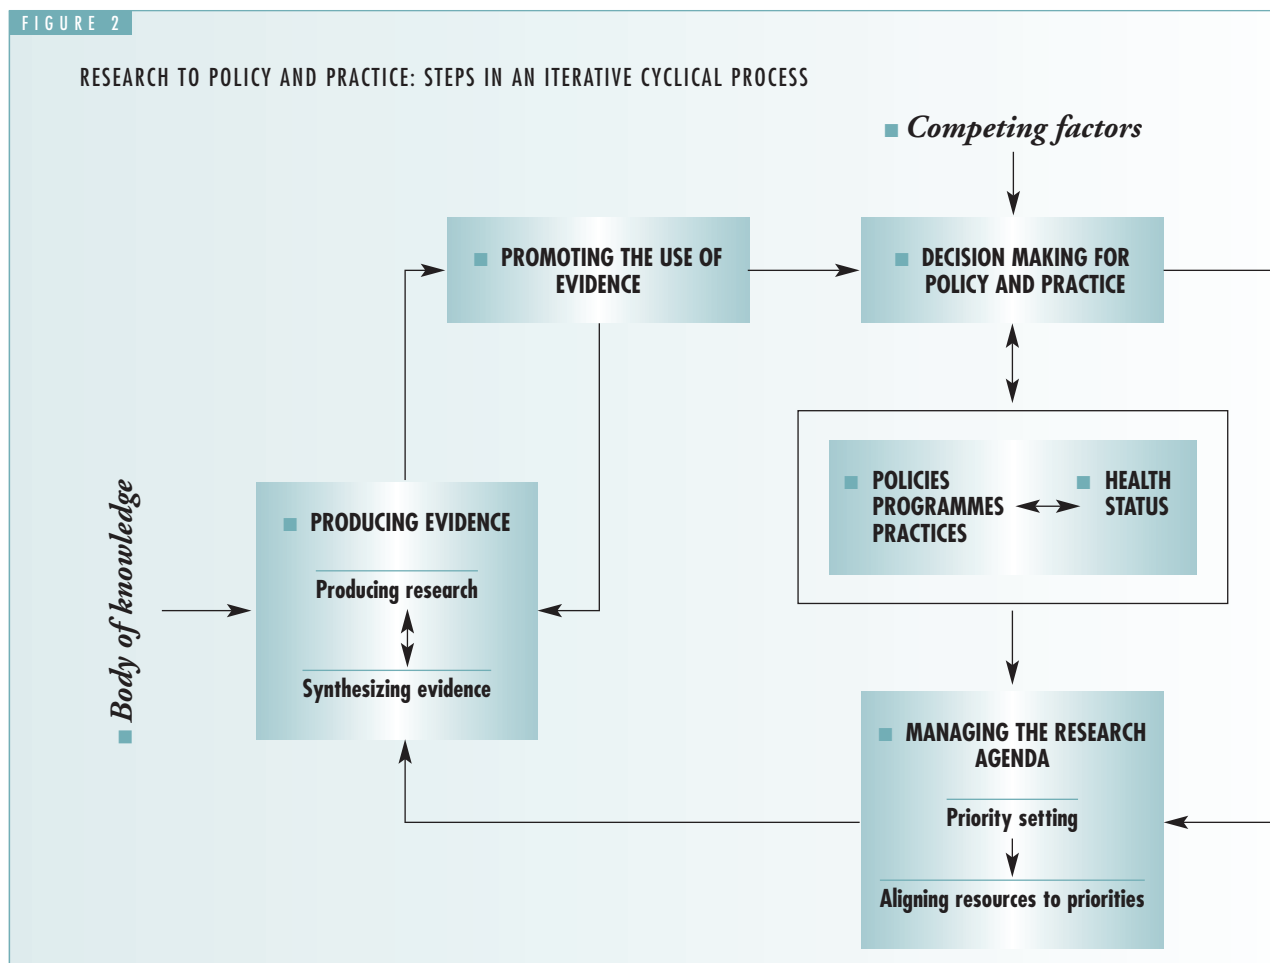 FIGURE 2
RESEARCH TO POLICY AND PRACTICE: STEPS IN AN ITERATIVE CYCLICAL PROCESS
Competing factors
PROMOTING THE USE OF
EVIDENCE
DECISION MAKING FOR
POLICY AND PRACTICE
POLICIES
PROGRAMMES
PRACTICES
HEALTH
STATUS
Body of knowledge
PRODUCING EVIDENCE
Producing research
Synthesizing evidence
MANAGING THE RESEARCH
AGENDA
Priority setting
Aligning resources to priorities